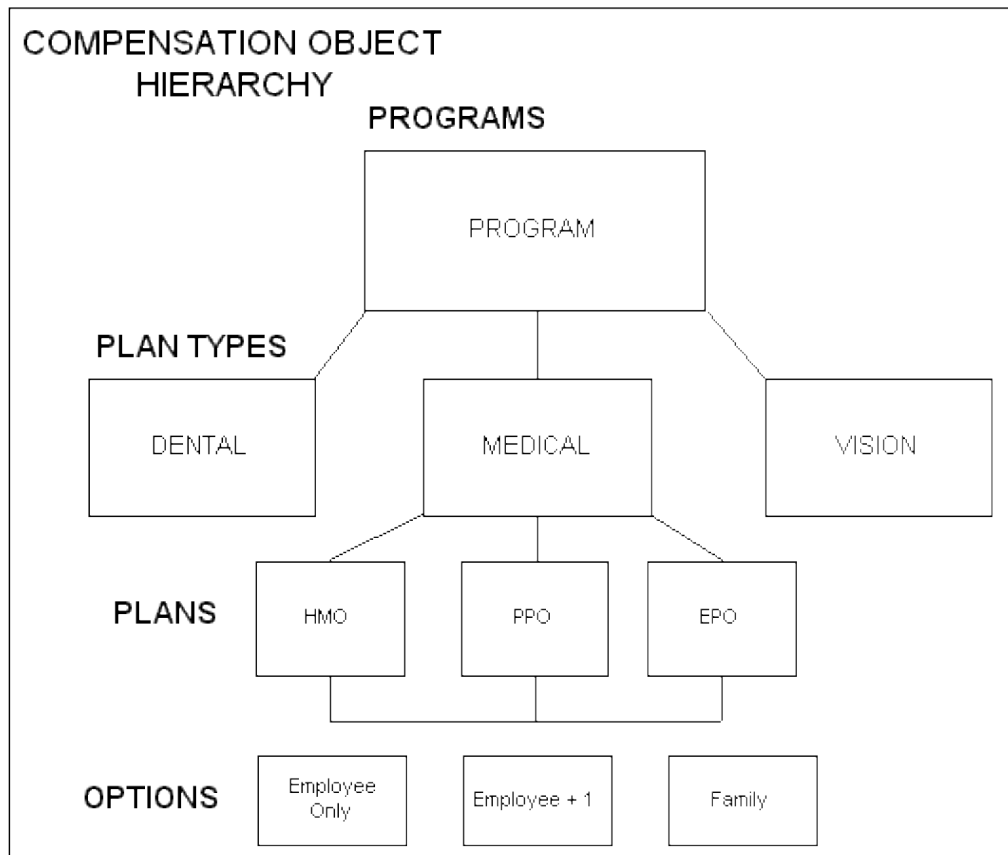 COMPENSATION OBJECT
HIERARCHY
PROGRAMS
PROGRAM
PLAN TYPES
DENTAL
MEDICAL
VISION
PLANS
HMO
PPO
EPO
OPTIONS
Employee
Only
Employee + 1
Family